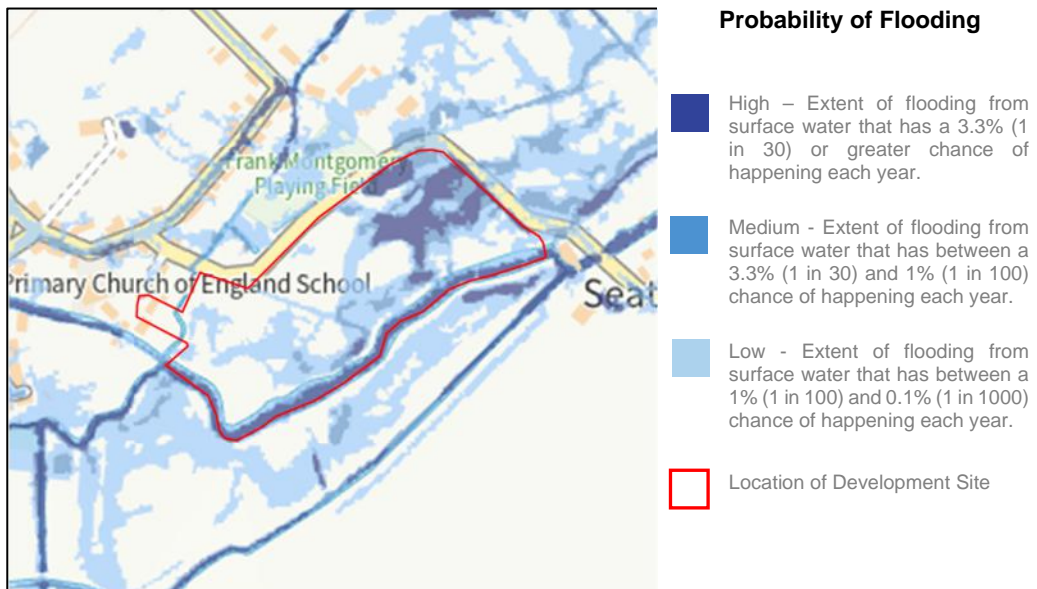 Probability of Flooding
High – Extent of flooding from
surface water that has a 3.3% (1
in 30) or greater chance of
happening each year.
Frank Montgomery
Playing Field
Medium - Extent of flooding from
surface water that has between a
3.3% (1 in 30) and 1% (1 in 100)
chance of happening each year.
Primary Church of England School
Seat
Low - Extent of flooding from
surface water that has between a
1% (1 in 100) and 0.1% (1 in 1000)
chance of happening each year.
Location of Development Site